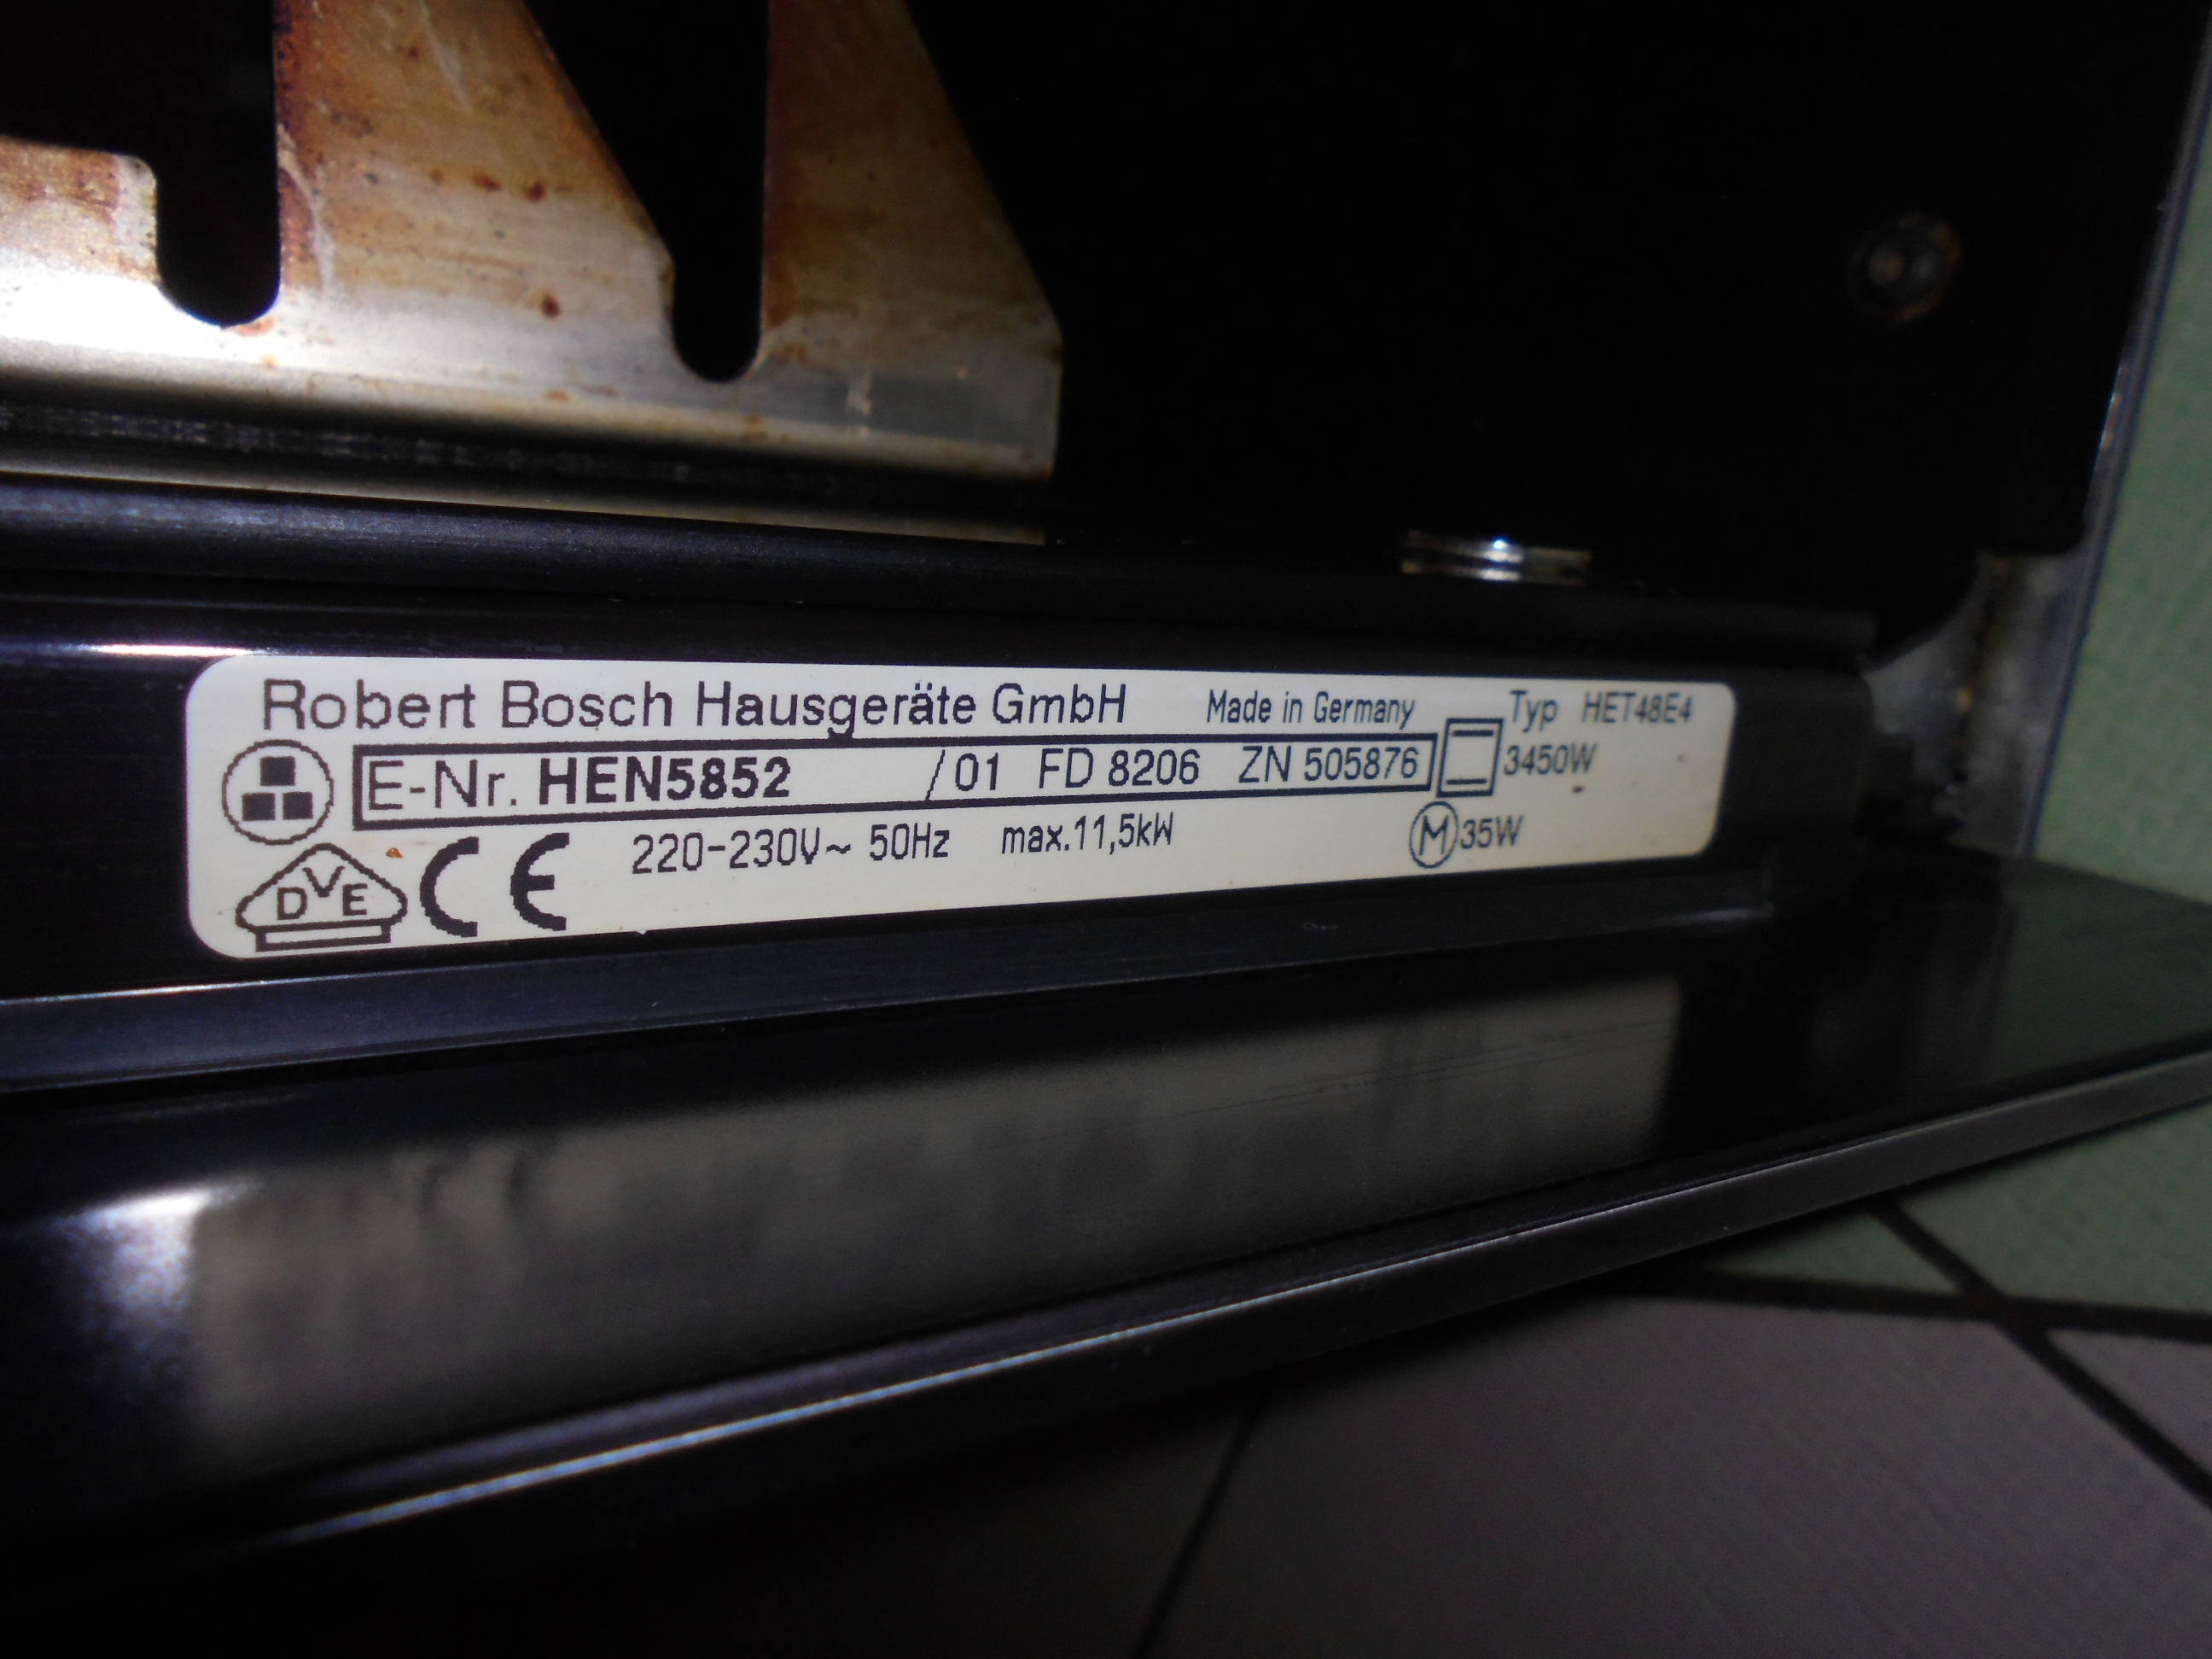 Robert Bosch Hausgeräte GmbH Made in Germany Typ HET48E4
E-Nr. HEN5852 /01 FD 8206 ZN 505876 3450W
DVE CE 220-230V~ 50Hz max.11,5kW M 35W